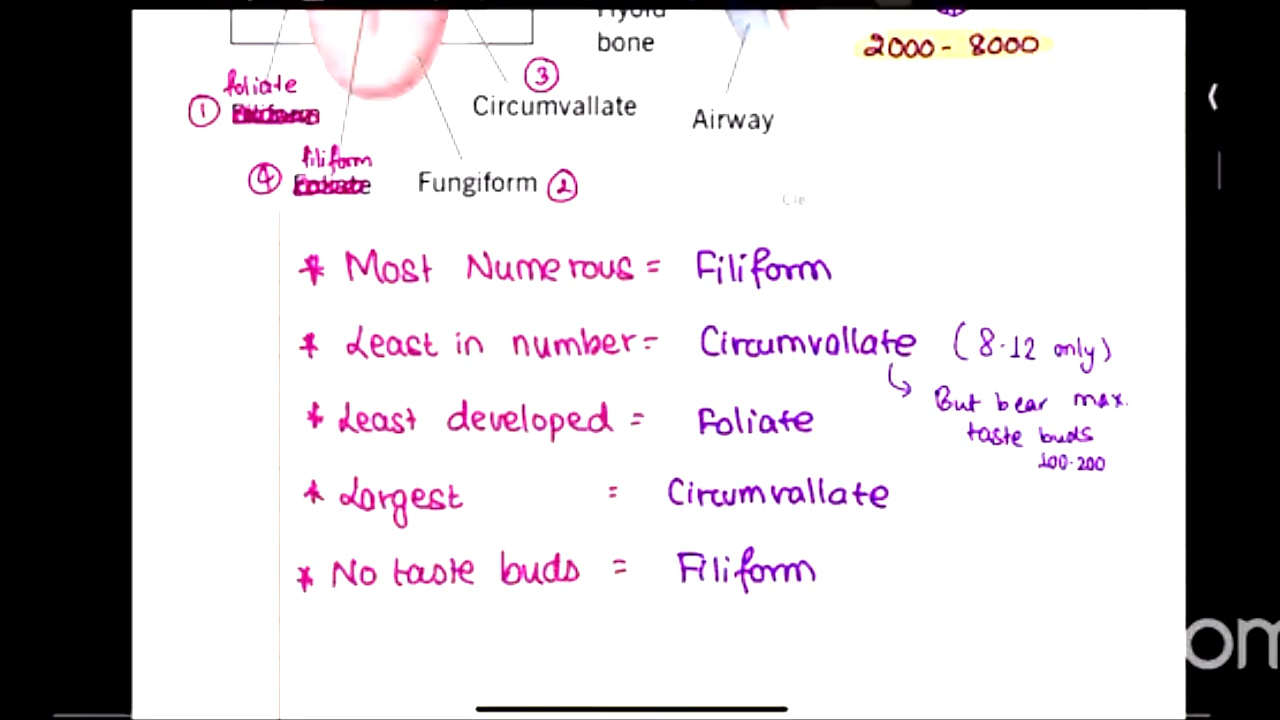 bone
2000 - 8000
foliate
① 
③
Circumvallate
Airway
filiform
④
Fungiform ②
Cle
* Most Numerous = Filiform
* Least in number = Circumvallate (8-12 only)
↳ But bear max.
taste buds
100-200
* Least developed = Foliate
* Largest = Circumvallate
* No taste buds = Filiform
om